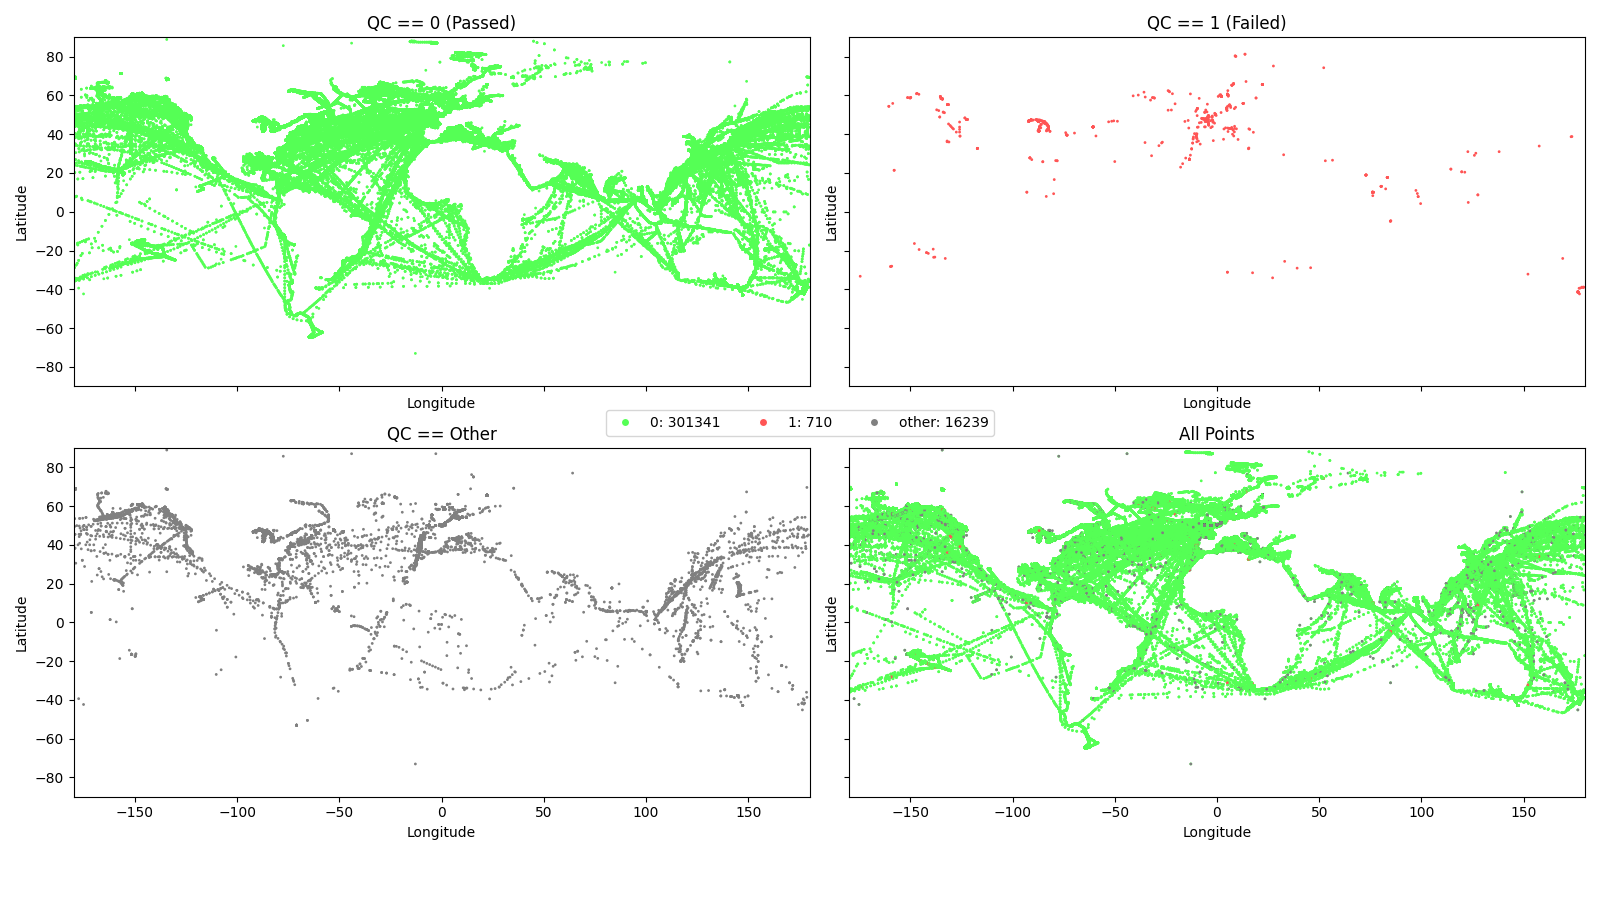 QC == 0 (Passed)
QC == 1 (Failed)
80
60
40
20
0
−20
−40
−60
−80
Latitude
Latitude
Longitude
Longitude
0: 301341
1: 710
other: 16239
QC == Other
All Points
80
60
40
20
0
−20
−40
−60
−80
Latitude
Latitude
−150
−100
−50
0
50
100
150
−150
−100
−50
0
50
100
150
Longitude
Longitude